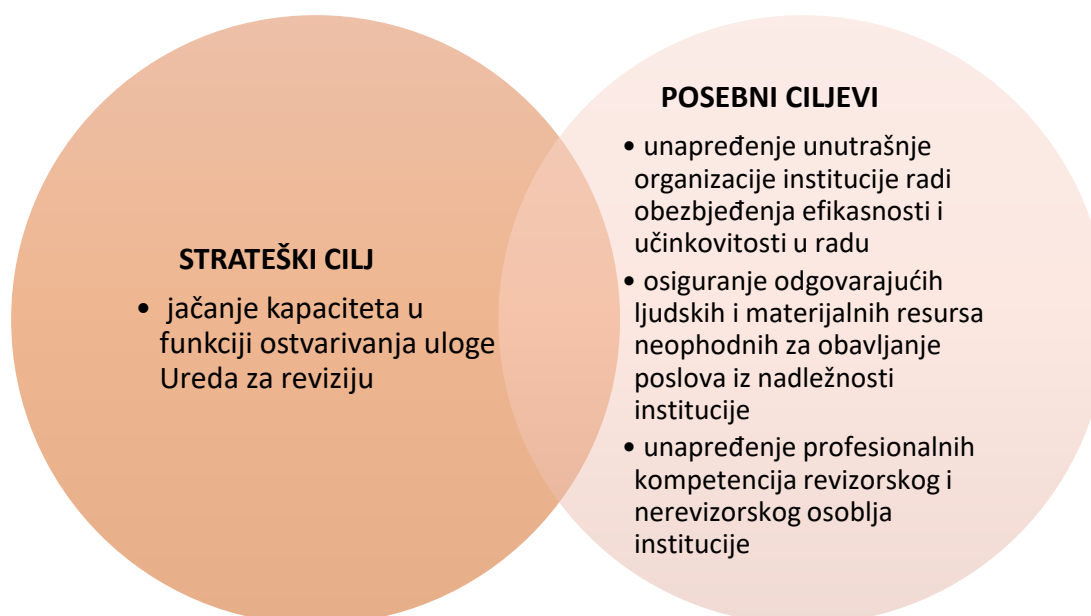 STRATEŠKI CILJ
• jačanje kapaciteta u
funkciji ostvarivanja uloge
Ureda za reviziju
POSEBNI CILJEVI
• unapređenje unutrašnje
organizacije institucije radi
obezbjeđenja efikasnosti i
učinkovitosti u radu
• osiguranje odgovarajućih
ljudskih i materijalnih resursa
neophodnih za obavljanje
poslova iz nadležnosti
institucije
• unapređenje profesionalnih
kompetencija revizorskog i
nerevizorskog osoblja
institucije